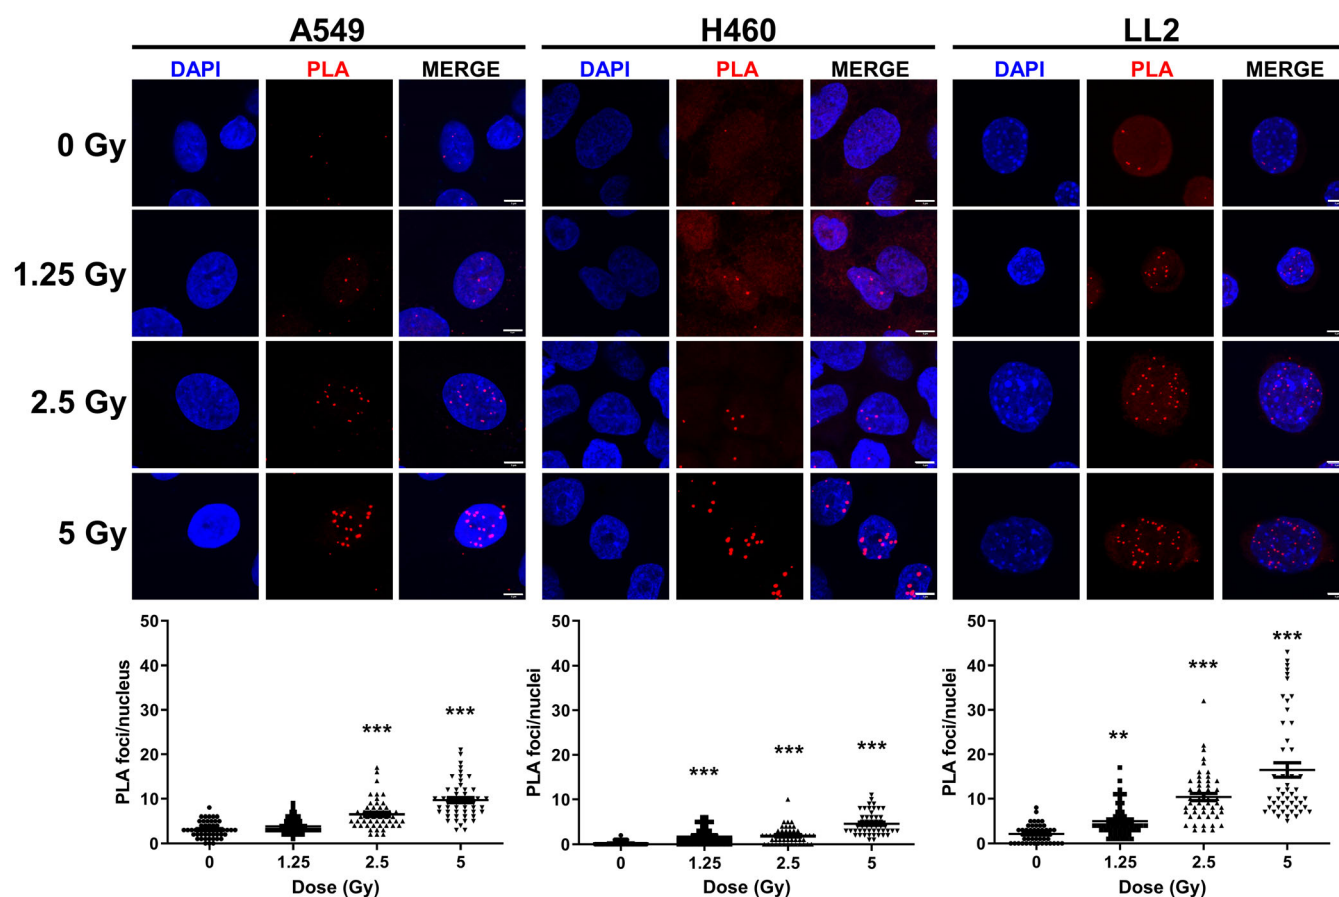 A549 H460 LL2
DAPI PLA MERGE DAPI PLA MERGE DAPI PLA MERGE
0 Gy
1.25 Gy
2.5 Gy
5 Gy
PLA foci/nucleus
50
40
30
20
10
0
*** ***
0 1.25 2.5 5
Dose (Gy)
PLA foci/nuclei
50
40
30
20
10
0
*** *** ***
0 1.25 2.5 5
Dose (Gy)
PLA foci/nuclei
50
40
30
20
10
0
** *** ***
0 1.25 2.5 5
Dose (Gy)